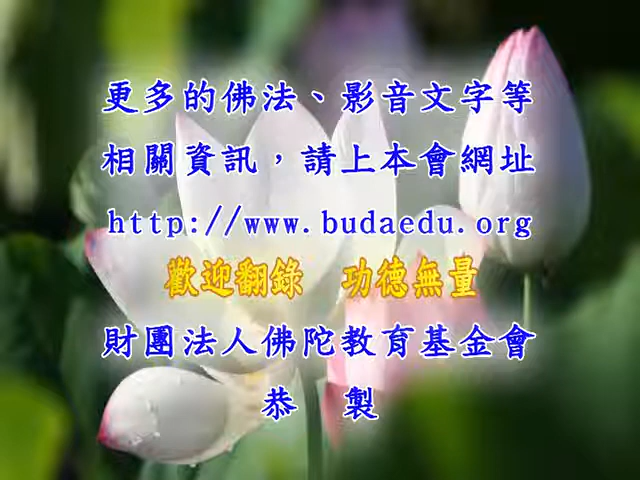 更多的佛法、影音文字等
相關資訊，請上本會網址
http://www.budaedu.org
歡迎翻錄　功德無量
財團法人佛陀教育基金會
恭　製